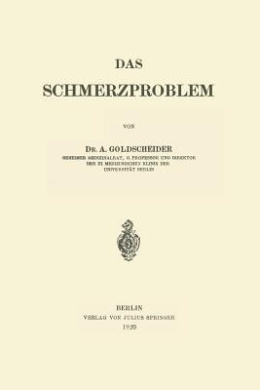 DAS
SCHMERZPROBLEM
VON
DR. A. GOLDSCHEIDER
GEHEIMER MEDIZINALRAT, O. PROFESSOR UND DIREKTOR
DER III. MEDIZINISCHEN KLINIK DER
UNIVERSITÄT BERLIN
BERLIN
VERLAG VON JULIUS SPRINGER
1920